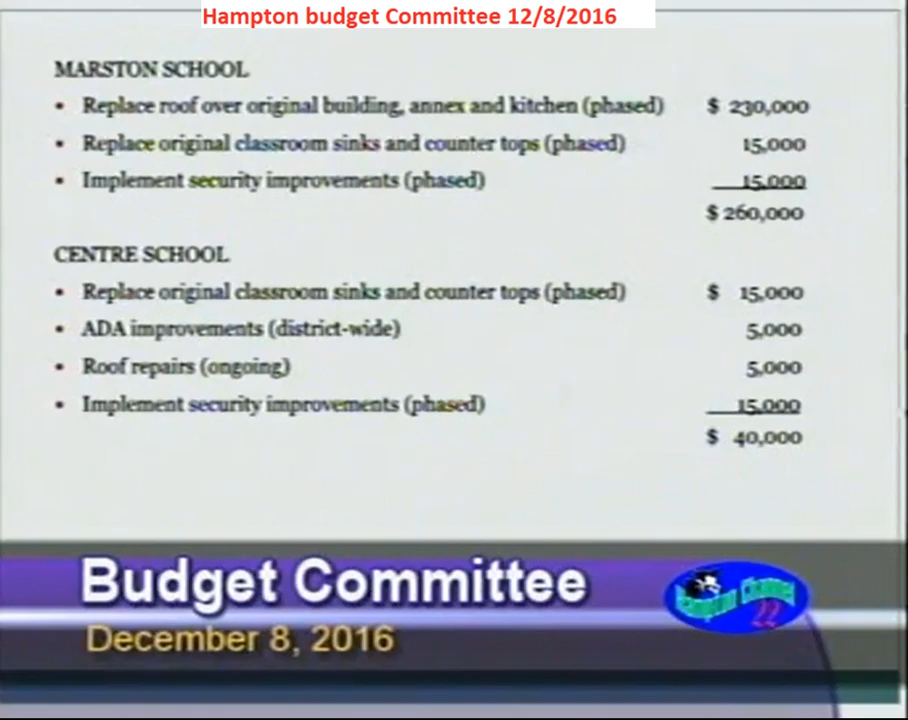 Hampton budget Committee 12/8/2016
MARSTON SCHOOL
• Replace roof over original building, annex and kitchen (phased) $ 230,000
• Replace original classroom sinks and counter tops (phased) 15,000
• Implement security improvements (phased) 15,000
$ 260,000
CENTRE SCHOOL
• Replace original classroom sinks and counter tops (phased) $ 15,000
• ADA improvements (district-wide) 5,000
• Roof repairs (ongoing) 5,000
• Implement security improvements (phased) 15,000
$ 40,000
Budget Committee
Hampton Channel
22
December 8, 2016